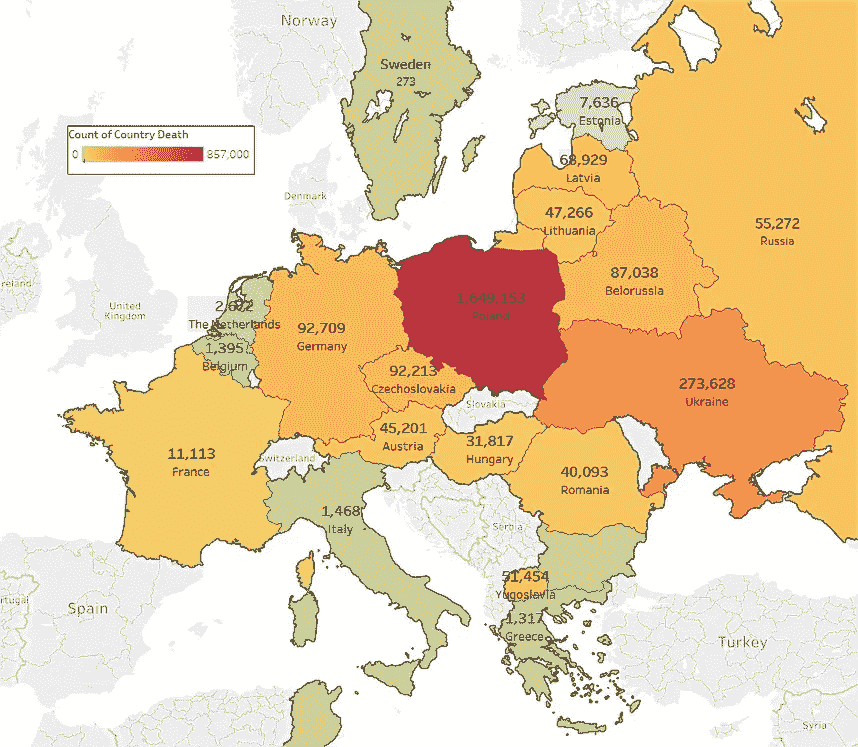 Norway
Sweden
273
7,636
Estonia
Count of Country Death
0 857,000
68,929
Latvia
Denmark
47,266
Lithuania
55,272
Russia
87,038
Belorussia
reland
United
Kingdom
The Netherlands
1,649,153
Poland
92,709
Germany
1,395
Belgium
92,213
Czechoslovakia
273,628
Ukraine
Slovakia
45,201
Austria
31,817
Hungary
11,113
France
Switzerland
40,093
Romania
1,468
Italy
Serbia
51,454
Yugoslavia
rtugal
Spain
1,317
Greece
Turkey
Syria